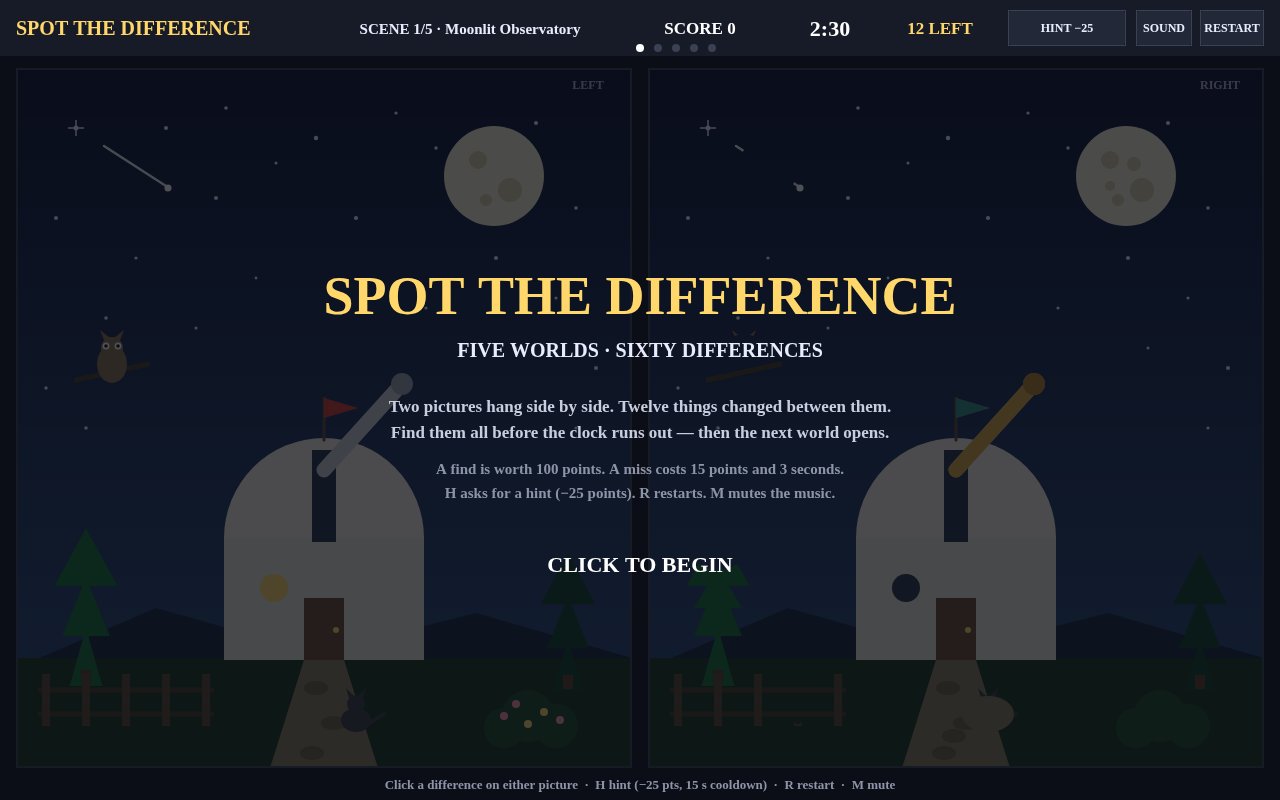 SPOT THE DIFFERENCE
SCENE 1/5 · Moonlit Observatory
SCORE 0
2:30
12 LEFT
HINT −25
SOUND
RESTART
LEFT
RIGHT
SPOT THE DIFFERENCE
FIVE WORLDS · SIXTY DIFFERENCES
Two pictures hang side by side. Twelve things changed between them.
Find them all before the clock runs out — then the next world opens.
A find is worth 100 points. A miss costs 15 points and 3 seconds.
H asks for a hint (−25 points). R restarts. M mutes the music.
CLICK TO BEGIN
Click a difference on either picture · H hint (−25 pts, 15 s cooldown) · R restart · M mute